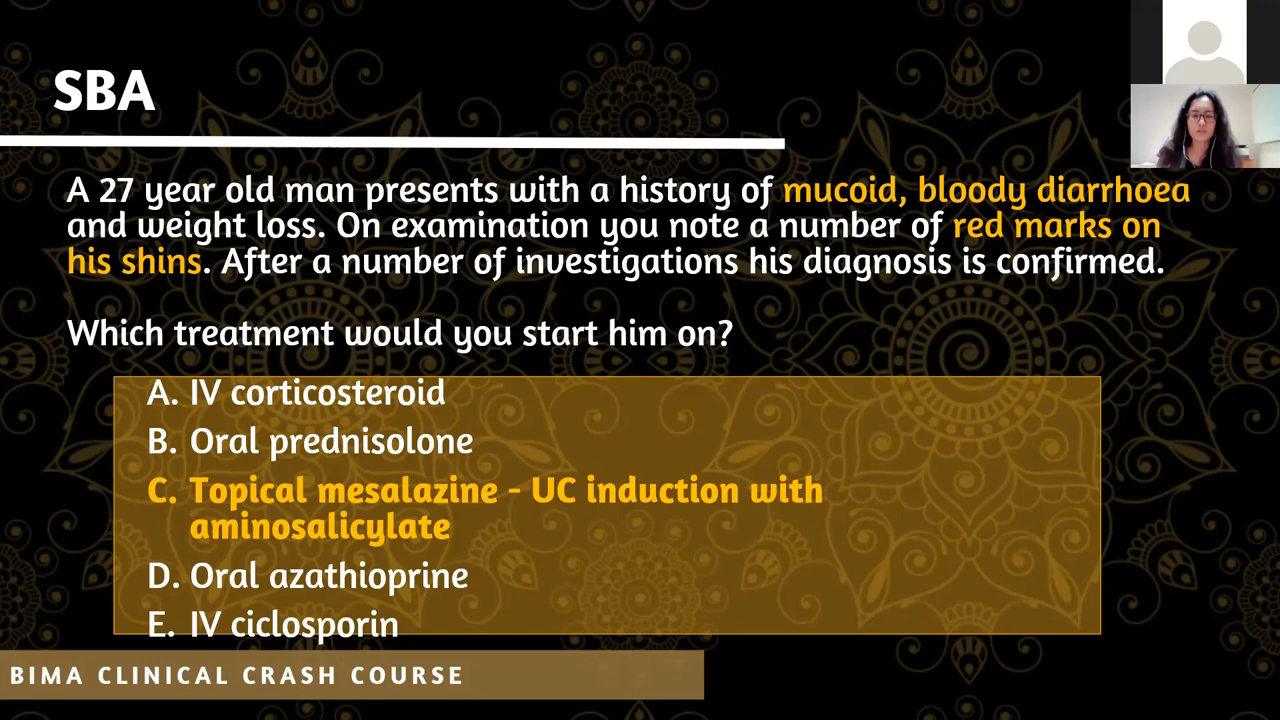 SBA
A 27 year old man presents with a history of mucoid, bloody diarrhoea
and weight loss. On examination you note a number of red marks on
his shins. After a number of investigations his diagnosis is confirmed.
Which treatment would you start him on?
A. IV corticosteroid
B. Oral prednisolone
C. Topical mesalazine - UC induction with
aminosalicylate
D. Oral azathioprine
E. IV ciclosporin
BIMA CLINICAL CRASH COURSE